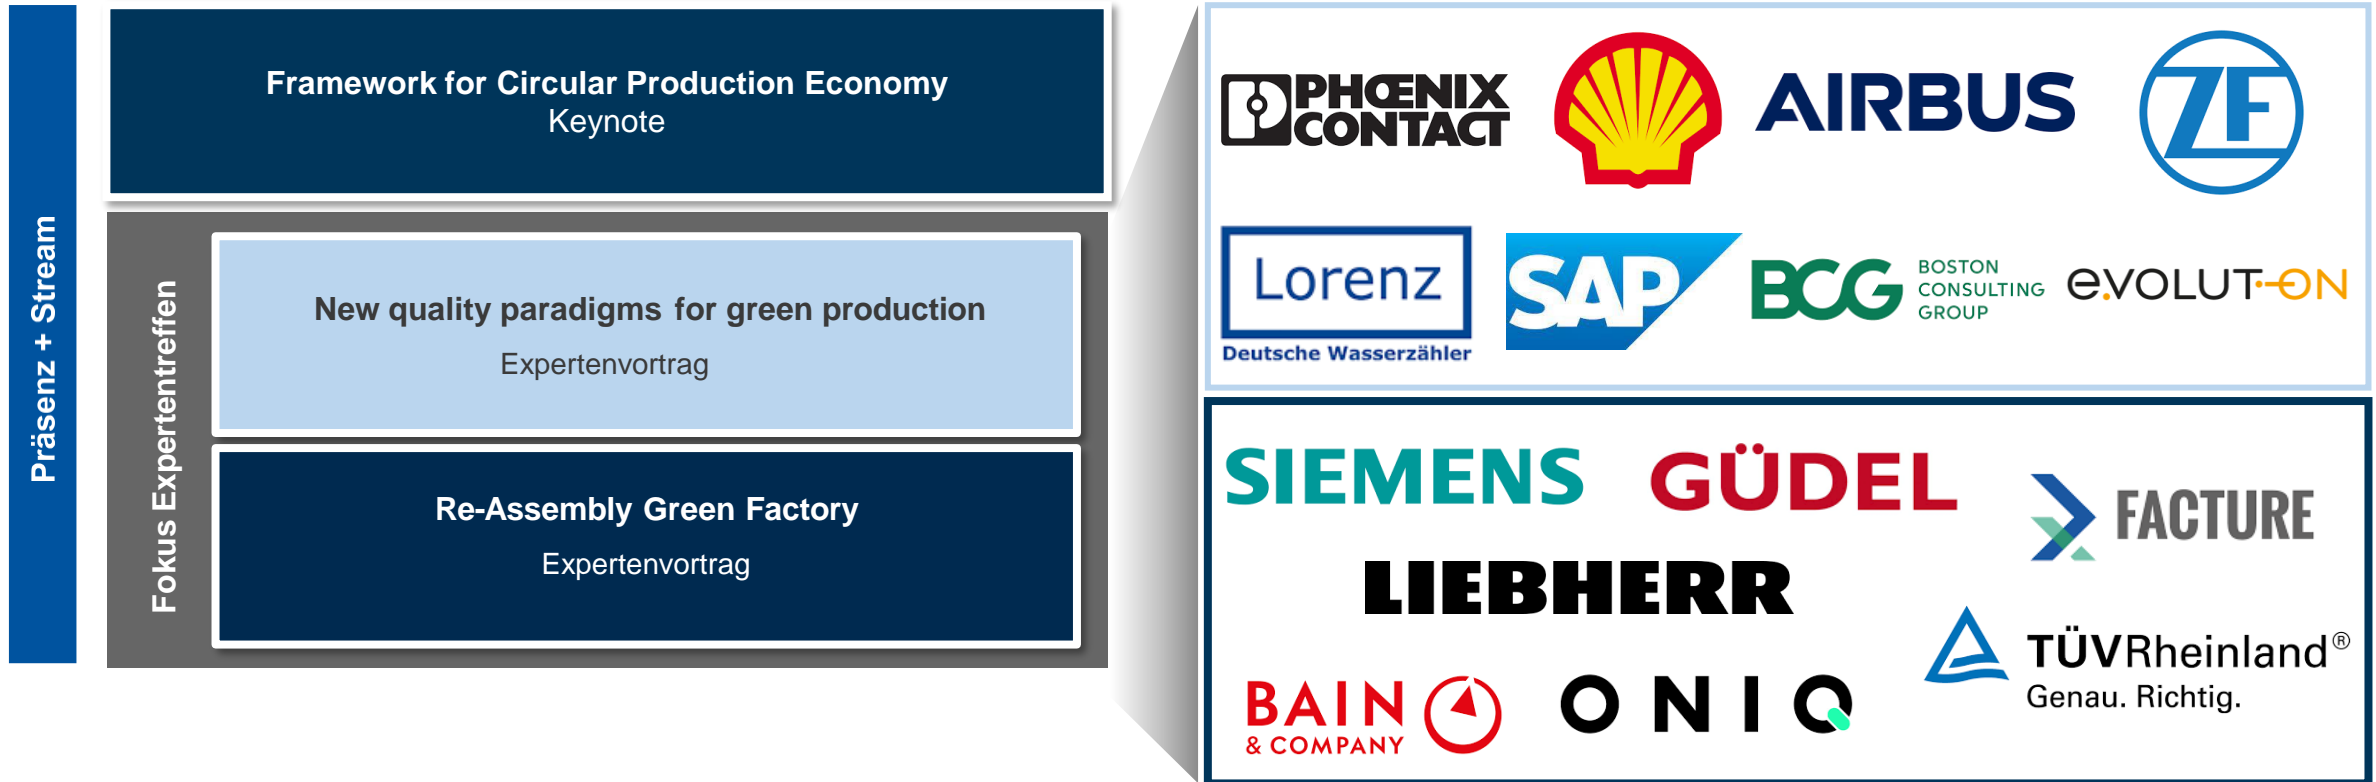 Präsenz + Stream
Framework for Circular Production Economy
Keynote
Fokus Expertentreffen
New quality paradigms for green production
Expertenvortrag
Re-Assembly Green Factory
Expertenvortrag
PHŒNIX
CONTACT
AIRBUS
ZF
Lorenz
Deutsche Wasserzähler
SAP
BCG
BOSTON
CONSULTING
GROUP
e.VOLUT-ON
SIEMENS
GÜDEL
FACTURE
LIEBHERR
TÜVRheinland®
Genau. Richtig.
BAIN
& COMPANY
ONIQ